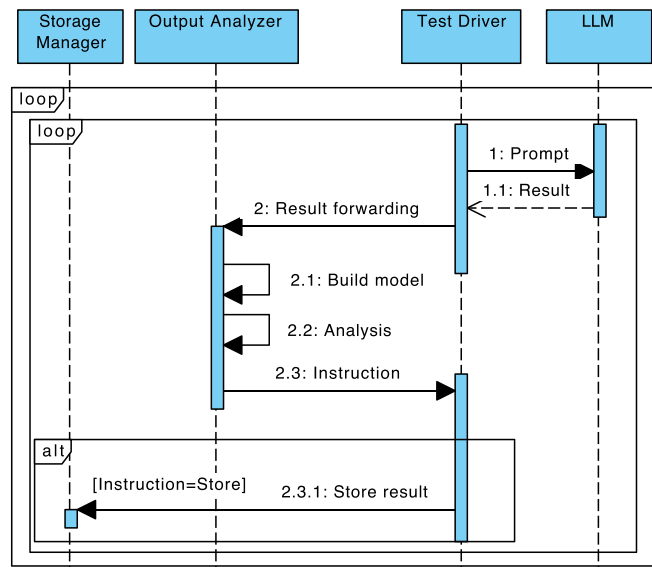 Storage
Manager
Output Analyzer
Test Driver
LLM
loop
loop
1: Prompt
1.1: Result
2: Result forwarding
2.1: Build model
2.2: Analysis
2.3: Instruction
alt
[Instruction=Store]
2.3.1: Store result